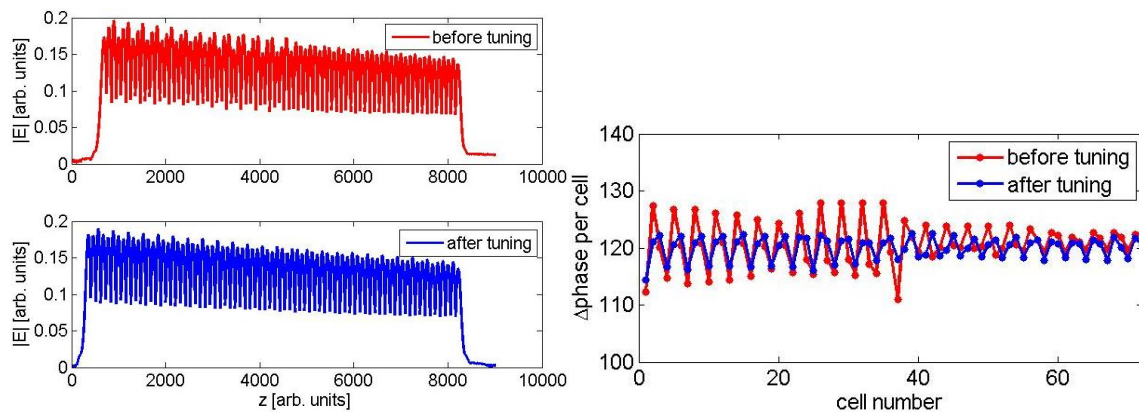 0.2
0.15
0.1
0.05
0
|E| [arb. units]
before tuning
0 2000 4000 6000 8000 10000
0.2
0.15
0.1
0.05
0
|E| [arb. units]
after tuning
0 2000 4000 6000 8000 10000
z [arb. units]
140
130
120
110
100
Δphase per cell
before tuning
after tuning
0 20 40 60
cell number